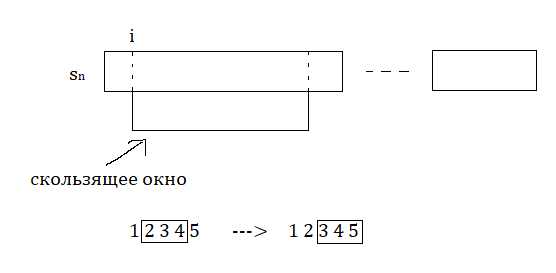 i
sn
скользящее окно
1 2 3 4 5 ---> 1 2 3 4 5